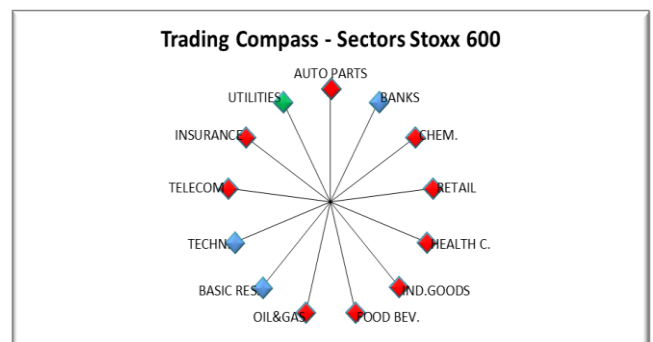 Trading Compass - Sectors Stoxx 600
AUTO PARTS
UTILITIES
BANKS
INSURANCE
CHEM.
TELECOM
RETAIL
TECHN.
HEALTH C.
BASIC RES.
IND.GOODS
OIL&GAS
FOOD BEV.